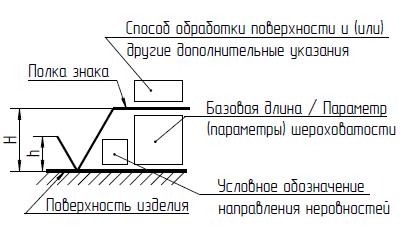 Способ обработки поверхности и (или)
другие дополнительные указания
Полка знака
Базовая длина / Параметр
(параметры) шероховатости
H
h
Условное обозначение
направления неровностей
Поверхность изделия